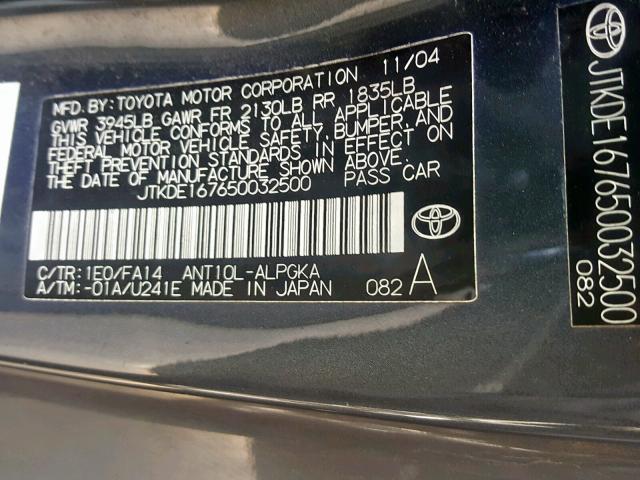 MFD. BY: TOYOTA MOTOR CORPORATION 11/04
GVWR 3945LB GAWR FR 2130LB RR 1835LB
THIS VEHICLE CONFORMS TO ALL APPLICABLE
FEDERAL MOTOR VEHICLE SAFETY, BUMPER, AND
THEFT PREVENTION STANDARDS IN EFFECT ON
THE DATE OF MANUFACTURE SHOWN ABOVE.
JTKDE167650032500 PASS CAR
C/TR: 1E0/FA14 ANT10L-ALPGKA
A/TM: -01A/U241E MADE IN JAPAN 082 A
JTKDE167650032500
082